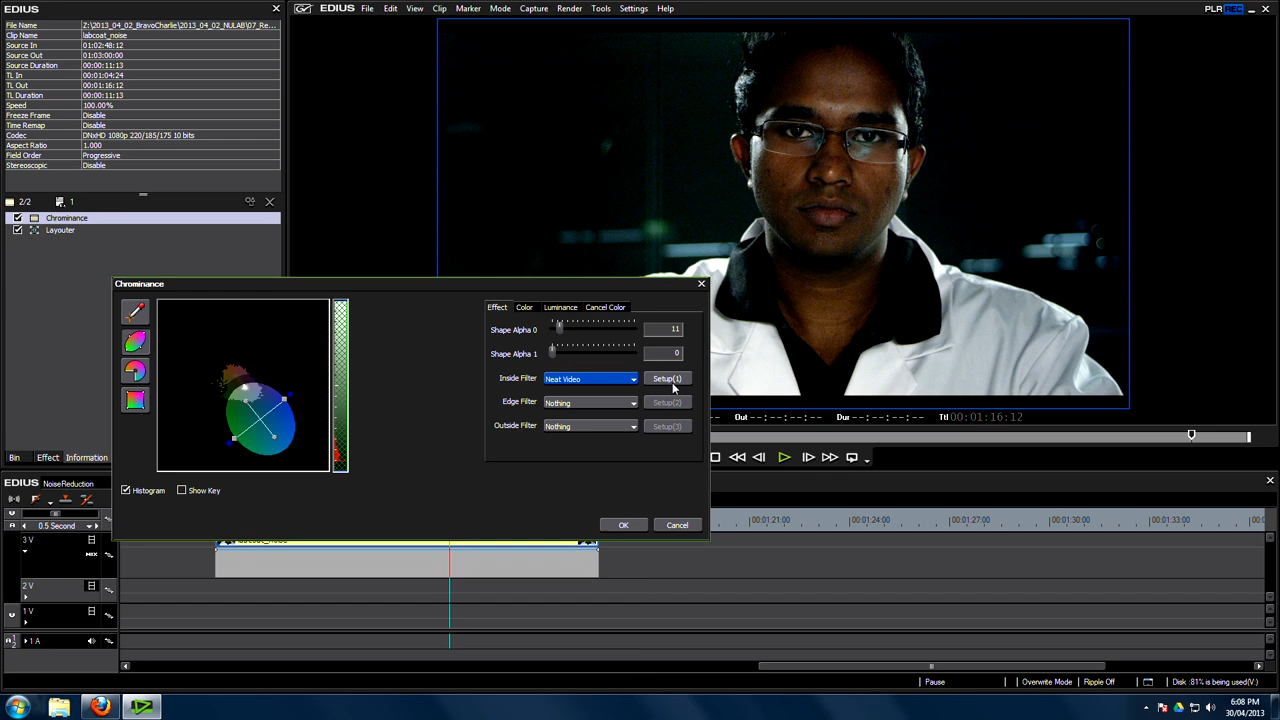 EDIUS
File Name Z:\2013_04_02_BravoCharlie\2013_04_02_NULAB\07_Re...
Clip Name labcoat_noise
Source In 01:02:48:12
Source Out 01:03:00:00
Source Duration 00:00:11:13
TL In 00:01:04:24
TL Out 00:01:16:12
TL Duration 00:00:11:13
Speed 100.00%
Freeze Frame Disable
Time Remap Disable
Codec DNxHD 1080p 220/185/175 10 bits
Aspect Ratio 1.000
Field Order Progressive
Stereoscopic Disable
2/2 1
Chrominance
Layouter
EDIUS File Edit View Clip Marker Mode Capture Render Tools Settings Help
PLR REC
Chrominance
Effect Color Luminance Cancel Color
Shape Alpha 0 11
Shape Alpha 1 0
Inside Filter Neat Video Setup(1)
Edge Filter Nothing Setup(2)
Outside Filter Nothing Setup(3)
Histogram Show Key
OK Cancel
Out --:--:--:-- Dur --:--:--:-- Ttl 00:01:16:12
Bin Effect Information
EDIUS NoiseReduction
0.5 Second
00:01:21:00 00:01:24:00 00:01:27:00 00:01:30:00 00:01:33:00
3 V
MIX
2 V
1 V
1 2 1 A
Pause Overwrite Mode Ripple Off Disk :81% is being used(V:)
6:08 PM
30/04/2013